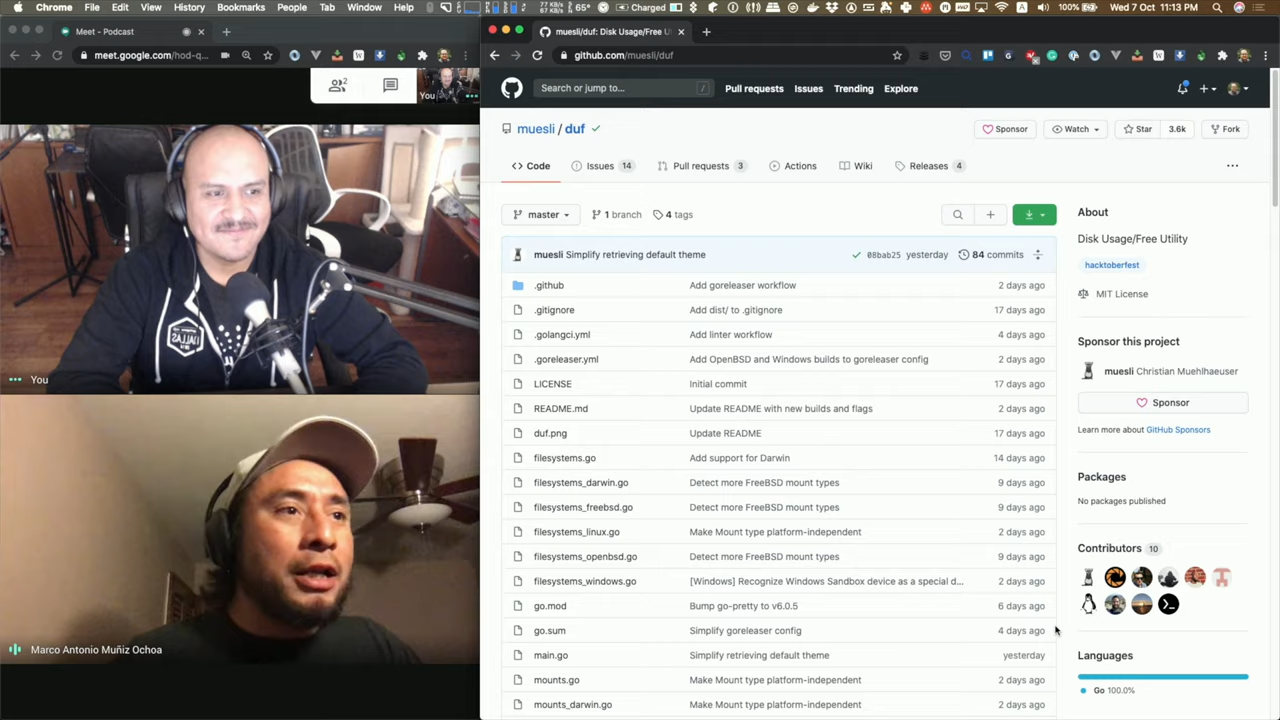 Chrome File Edit View History Bookmarks People Tab Window Help
77 KB
2 KB
65°
Charged
100% Wed 7 Oct 11:13 PM
Meet - Podcast
meet.google.com/hod-q...
2
You
muesli/duf: Disk Usage/Free U
github.com/muesli/duf
Search or jump to... /
Pull requests Issues Trending Explore
muesli / duf
Sponsor Watch Star 3.6k Fork
Code Issues 14 Pull requests 3 Actions Wiki Releases 4
master 1 branch 4 tags
muesli Simplify retrieving default theme 08bab25 yesterday 84 commits
.github Add goreleaser workflow 2 days ago
.gitignore Add dist/ to .gitignore 17 days ago
.golangci.yml Add linter workflow 4 days ago
.goreleaser.yml Add OpenBSD and Windows builds to goreleaser config 2 days ago
LICENSE Initial commit 17 days ago
README.md Update README with new builds and flags 2 days ago
duf.png Update README 17 days ago
filesystems.go Add support for Darwin 14 days ago
filesystems_darwin.go Detect more FreeBSD mount types 9 days ago
filesystems_freebsd.go Detect more FreeBSD mount types 9 days ago
filesystems_linux.go Make Mount type platform-independent 2 days ago
filesystems_openbsd.go Detect more FreeBSD mount types 9 days ago
filesystems_windows.go [Windows] Recognize Windows Sandbox device as a special d... 2 days ago
go.mod Bump go-pretty to v6.0.5 6 days ago
go.sum Simplify goreleaser config 4 days ago
main.go Simplify retrieving default theme yesterday
mounts.go Make Mount type platform-independent 2 days ago
mounts_darwin.go Make Mount type platform-independent 2 days ago
About
Disk Usage/Free Utility
hacktoberfest
MIT License
Sponsor this project
muesli Christian Muehlhaeuser
Sponsor
Learn more about GitHub Sponsors
Packages
No packages published
Contributors 10
Languages
Go 100.0%
DALLAS
You
Marco Antonio Muñiz Ochoa